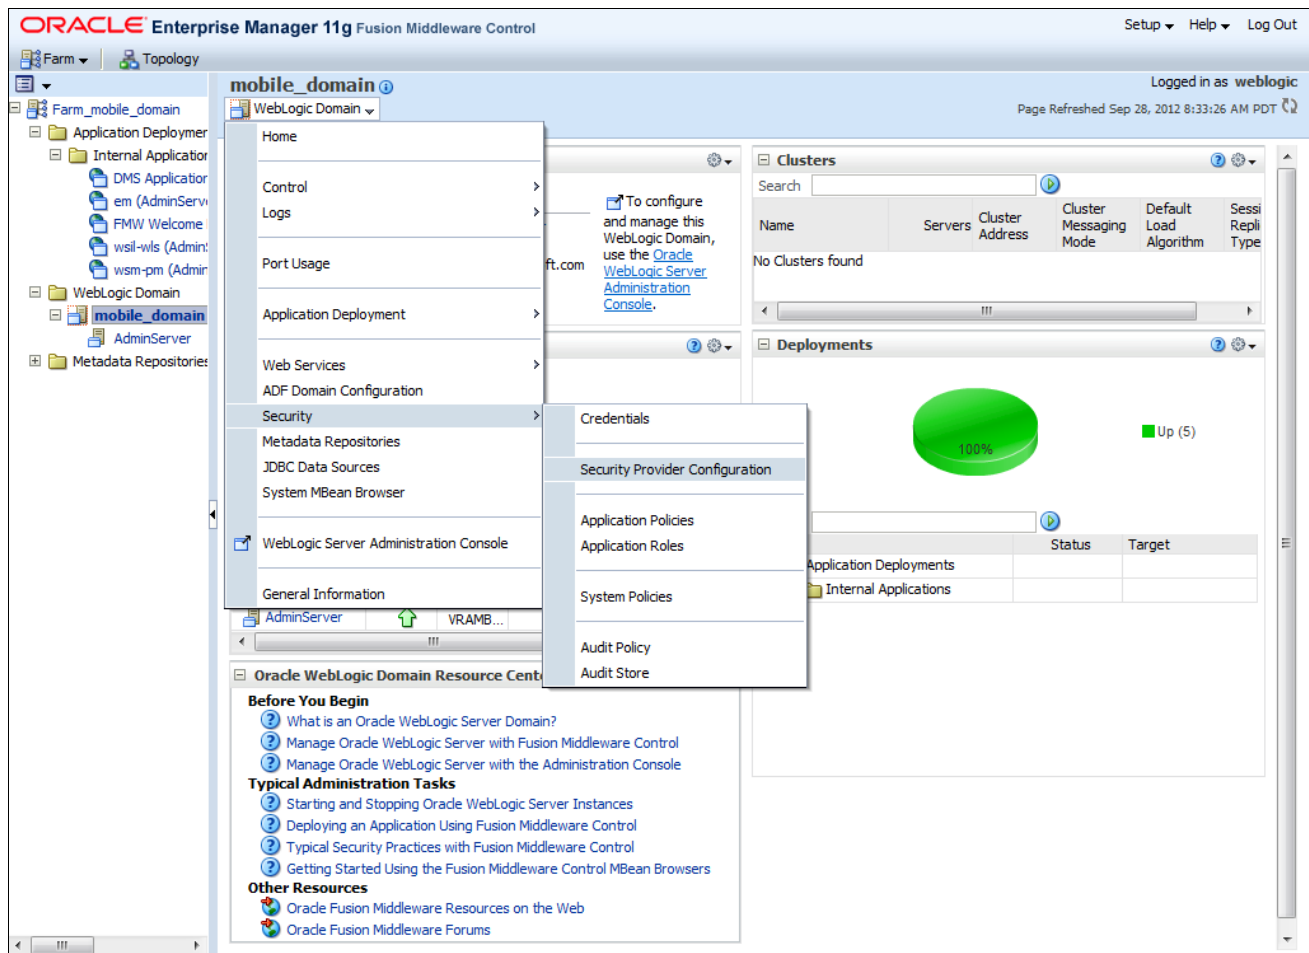 ORACLE Enterprise Manager 11g Fusion Middleware Control
Setup Help Log Out
Farm Topology
mobile_domain
Logged in as weblogic
WebLogic Domain
Page Refreshed Sep 28, 2012 8:33:26 AM PDT
Farm_mobile_domain
Application Deploymer
Internal Application
DMS Application
em (AdminServ
FMW Welcome
wsil-wls (Admin
wsm-pm (Admin
WebLogic Domain
mobile_domain
AdminServer
Metadata Repositories
Home
Control
Logs
Port Usage
Application Deployment
Web Services
ADF Domain Configuration
Security
Metadata Repositories
JDBC Data Sources
System MBean Browser
WebLogic Server Administration Console
General Information
Credentials
Security Provider Configuration
Application Policies
Application Roles
System Policies
Audit Policy
Audit Store
To configure
and manage this
WebLogic Domain,
use the Oracle
WebLogic Server
Administration
Console.
ft.com
Clusters
Search
Name Servers Cluster Address Cluster Messaging Mode Default Load Algorithm Sessi Repli Type
No Clusters found
Deployments
100%
Up (5)
Status Target
Application Deployments
Internal Applications
AdminServer VRAMB...
Oracle WebLogic Domain Resource Cent
Before You Begin
What is an Oracle WebLogic Server Domain?
Manage Oracle WebLogic Server with Fusion Middleware Control
Manage Oracle WebLogic Server with the Administration Console
Typical Administration Tasks
Starting and Stopping Oracle WebLogic Server Instances
Deploying an Application Using Fusion Middleware Control
Typical Security Practices with Fusion Middleware Control
Getting Started Using the Fusion Middleware Control MBean Browsers
Other Resources
Oracle Fusion Middleware Resources on the Web
Oracle Fusion Middleware Forums